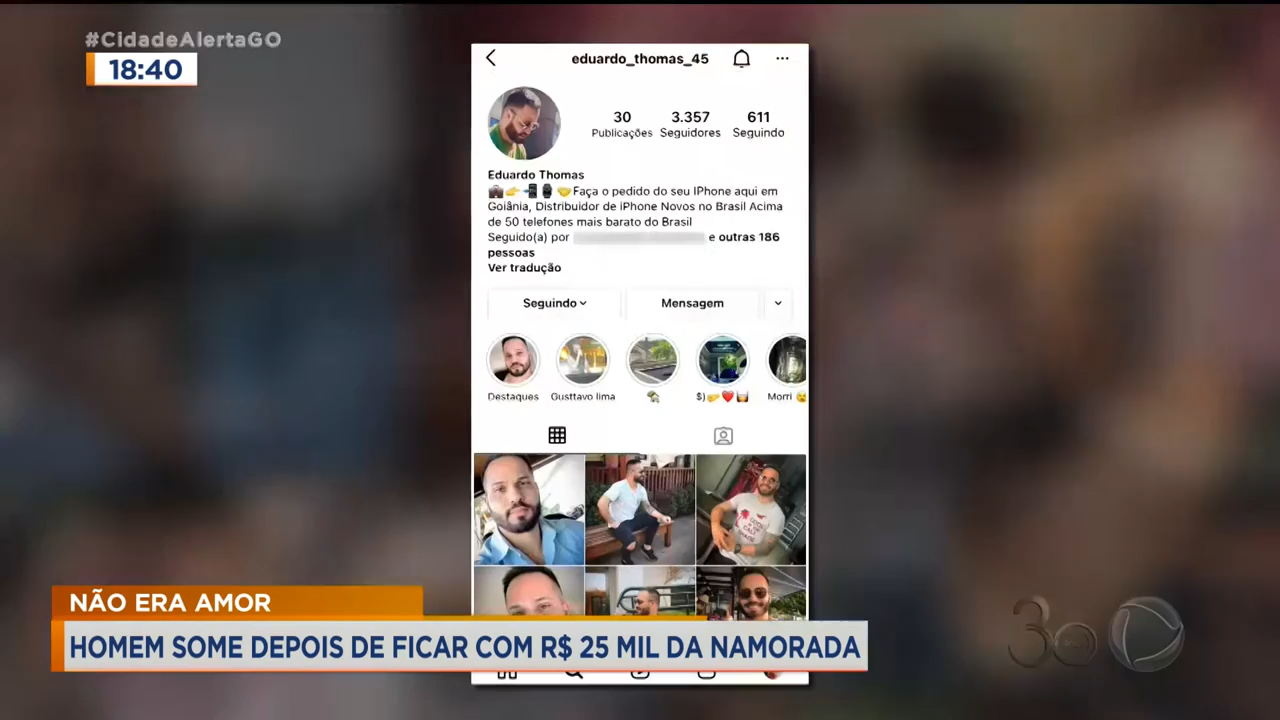 #CidadeAlertaGO
18:40
eduardo_thomas_45
30
3.357
611
Publicações
Seguidores
Seguindo
Eduardo Thomas
Faça o pedido do seu IPhone aqui em
Goiânia, Distribuidor de iPhone Novos no Brasil Acima
de 50 telefones mais barato do Brasil
Seguido(a) por e outras 186
pessoas
Ver tradução
Seguindo
Mensagem
Destaques
Gusttavo lima
$)
Morri
NÃO ERA AMOR
HOMEM SOME DEPOIS DE FICAR COM R$ 25 MIL DA NAMORADA
30